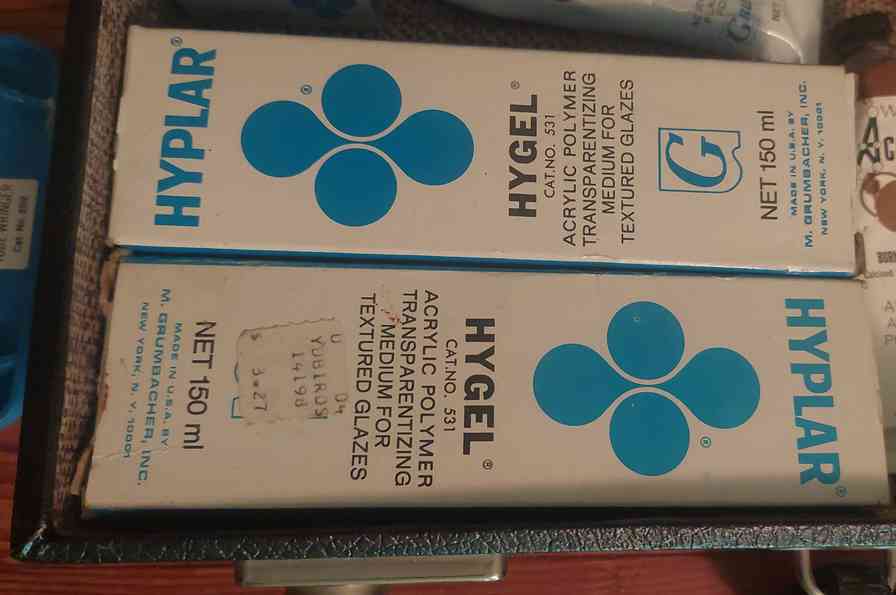 HYPLAR®
®
HYGEL®
CAT.NO. 531
ACRYLIC POLYMER
TRANSPARENTIZING
MEDIUM FOR
TEXTURED GLAZES
G
NET 150 ml
MADE IN U.S.A. BY
M. GRUMBACHER, INC.
NEW YORK, N. Y. 10001
HYPLAR®
®
HYGEL®
CAT.NO. 531
ACRYLIC POLYMER
TRANSPARENTIZING
MEDIUM FOR
TEXTURED GLAZES
U 04
14198
$ 3.27
NET 150 ml
MADE IN U.S.A. BY
M. GRUMBACHER, INC.
NEW YORK, N. Y. 10001